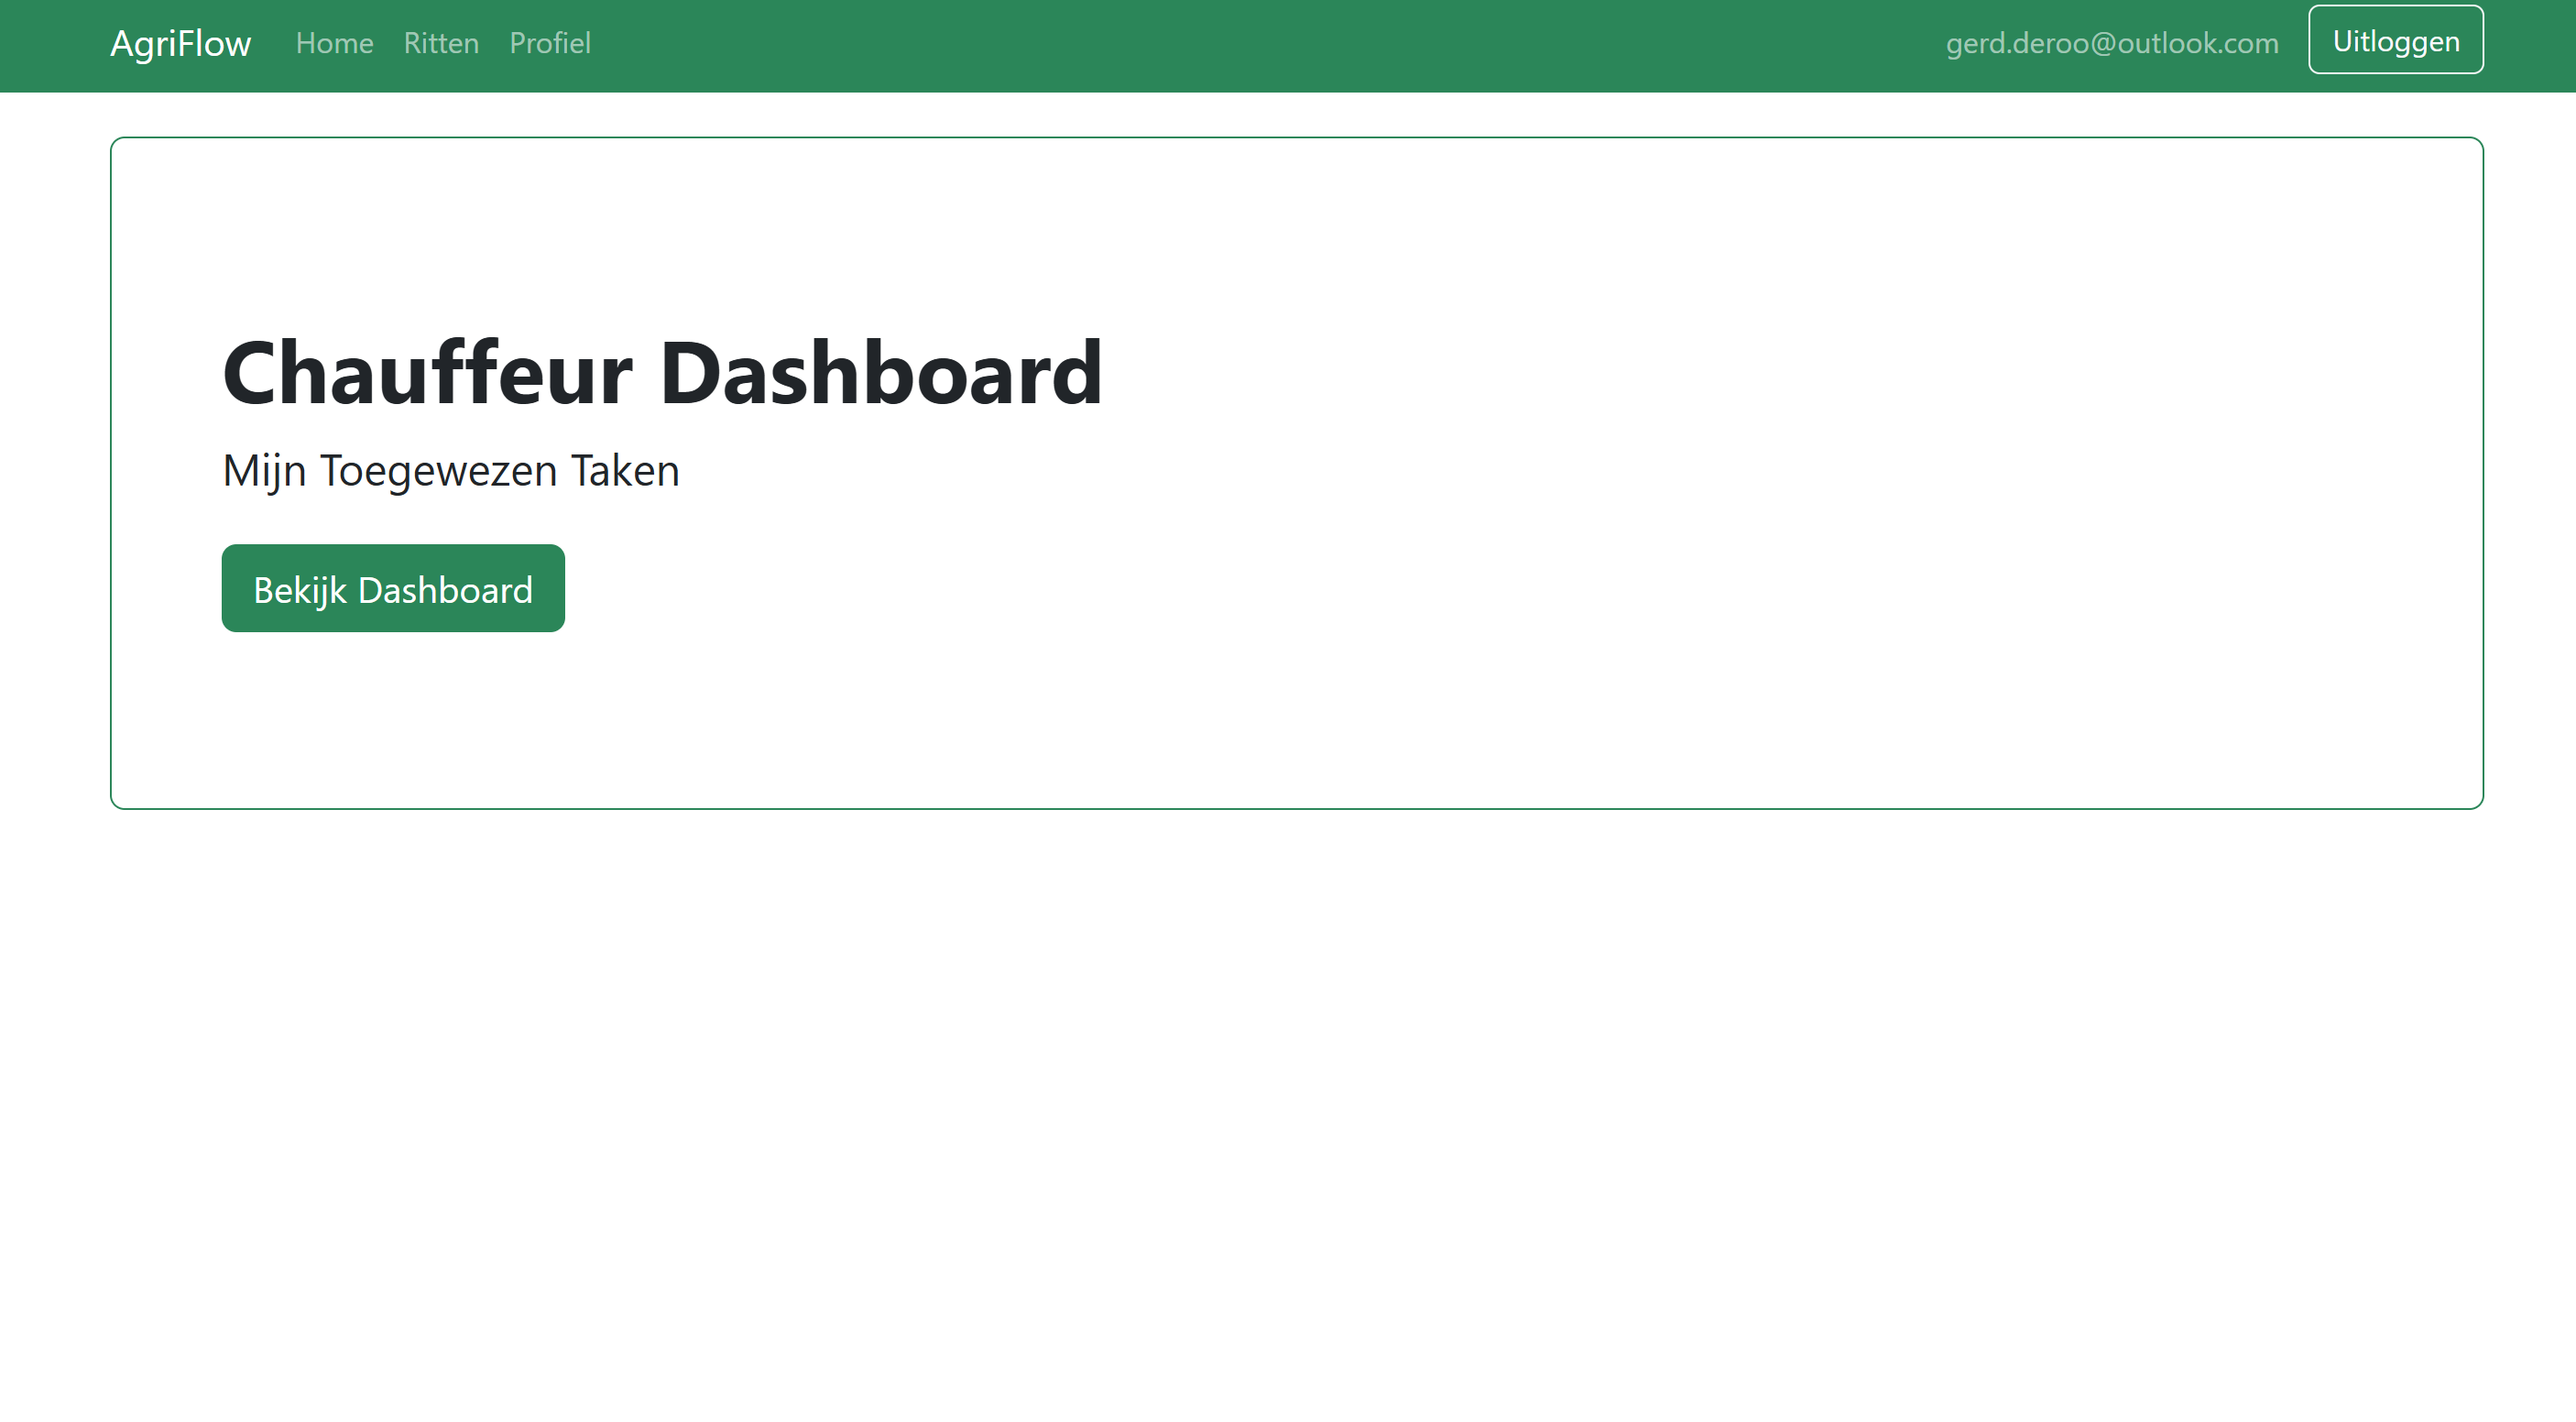 AgriFlow Home Ritten Profiel gerd.deroo@outlook.com Uitloggen
Chauffeur Dashboard
Mijn Toegewezen Taken
Bekijk Dashboard